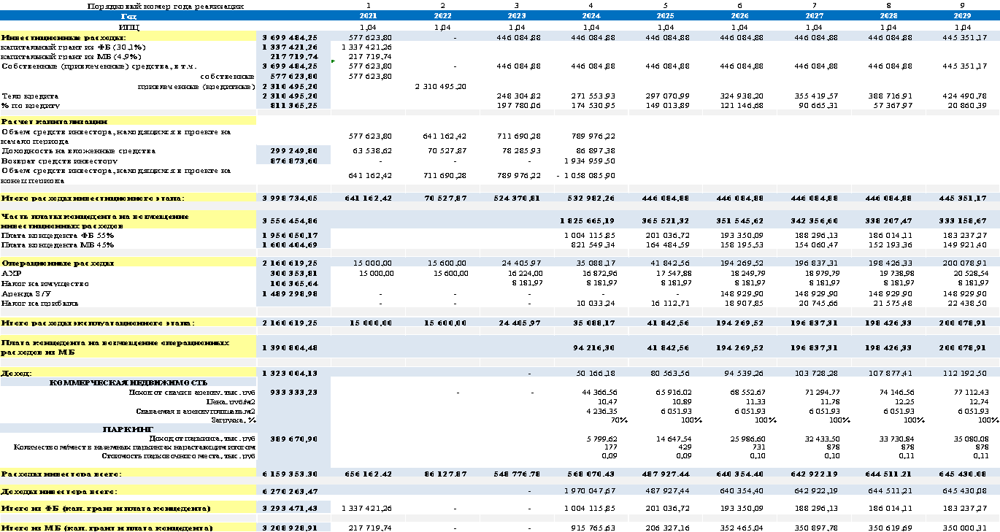 Порядковый номер года реализации 1 2 3 4 5 6 7 8 9
Год 2021 2022 2023 2024 2025 2026 2027 2028 2029
ИПЦ 1,04 1,04 1,04 1,04 1,04 1,04 1,04 1,04 1,04
Инвестиционные расходы: 3 699 484,25 577 623,80 - 446 084,88 446 084,88 446 084,88 446 084,88 446 084,88 446 084,88 445 351,17
капитальный грант из ФБ (30,1%) 1 337 421,26 1 337 421,26
капитальный грант из МБ (4,9%) 217 719,74 217 719,74
Собственные (привлеченные) средства, в т.ч. 3 699 484,25 577 623,80 - 446 084,88 446 084,88 446 084,88 446 084,88 446 084,88 446 084,88 445 351,17
собственные 577 623,80 577 623,80
привлеченные (кредитные) 2 310 495,20 2 310 495,20
Тело кредита 2 310 495,20 248 304,82 271 553,93 297 070,99 324 938,20 355 419,57 388 716,91 424 490,78
% по кредиту 811 365,25 197 780,06 174 530,95 149 013,89 121 146,68 90 665,31 57 367,97 20 860,39
Расчет капитализации
Объем средств инвестора, находящихся в проекте на
начало периода 577 623,80 641 162,42 711 690,28 789 976,22
Доходность на вложенные средства 299 249,80 63 538,62 70 527,87 78 285,93 86 897,38
Возврат средств инвестору 876 873,60 - - - 1 934 959,50
Объем средств инвестора, находящихся в проекте на
конец периода 641 162,42 711 690,28 789 976,22 - 1 058 085,90
Итого расходы инвестиционного этапа: 3 998 734,05 641 162,42 70 527,87 524 370,81 532 982,26 446 084,88 446 084,88 446 084,88 446 084,88 445 351,17
Часть платы концедента на возмещение
инвестиционных расходов 3 556 454,86 1 825 665,19 365 521,32 351 545,62 342 356,60 338 207,47 333 158,67
Плата концедента ФБ 55% 1 956 050,17 1 004 115,85 201 036,72 193 350,09 188 296,13 186 014,11 183 237,27
Плата концедента МБ 45% 1 600 404,69 821 549,34 164 484,59 158 195,53 154 060,47 152 193,36 149 921,40
Операционные расходы 2 160 619,25 15 000,00 15 600,00 24 405,97 35 088,17 41 842,56 194 269,52 196 837,31 198 426,33 200 078,91
АХР 300 353,81 15 000,00 15 600,00 16 224,00 16 872,96 17 547,88 18 249,79 18 979,79 19 738,98 20 528,54
Налог на имущество 106 365,64 8 181,97 8 181,97 8 181,97 8 181,97 8 181,97 8 181,97 8 181,97
Аренда З/У 1 489 298,98 - - - - - 148 929,90 148 929,90 148 929,90 148 929,90
Налог на прибыль - - - 10 033,24 16 112,71 18 907,85 20 745,66 21 575,48 22 438,50
Итого расходы эксплуатационного этапа: 2 160 619,25 15 000,00 15 600,00 24 405,97 35 088,17 41 842,56 194 269,52 196 837,31 198 426,33 200 078,91
Плата концедента на возмещение операционных
расходов из МБ 1 390 804,48 94 216,30 41 842,56 194 269,52 196 837,31 198 426,33 200 078,91
Доход: 1 323 004,13 - 50 166,18 80 563,56 94 539,26 103 728,28 107 877,41 112 192,50
КОММЕРЧЕСКАЯ НЕДВИЖИМОСТЬ
Доход от сдачи в аренду, тыс. руб 933 333,23 - - 44 366,56 65 916,02 68 552,67 71 294,77 74 146,56 77 112,43
Цена, руб/м2 10,47 10,89 11,33 11,78 12,25 12,74
Сдаваемая в аренду площадь, м2 4 236,35 6 051,93 6 051,93 6 051,93 6 051,93 6 051,93
Загрузка, % 70% 100% 100% 100% 100% 100%
ПАРКИНГ
Доход от паркинга, тыс. руб 389 670,90 5 799,62 14 647,54 25 986,60 32 433,50 33 730,84 35 080,08
Количество м/мест в наземных паркингах нарастающим итогом 177 429 731 878 878 878
Стоимость парковочного места, тыс. руб 0,09 0,09 0,10 0,10 0,11 0,11
Расходы инвестора всего: 6 159 353,30 656 162,42 86 127,87 548 776,78 568 070,43 487 927,44 640 354,40 642 922,19 644 511,21 645 430,08
Доходы инвестора всего: 6 270 263,47 1 970 047,67 487 927,44 640 354,40 642 922,19 644 511,21 645 430,08
Итого из ФБ (кап. грант и плата концедента) 3 293 471,43 1 337 421,26 - - 1 004 115,85 201 036,72 193 350,09 188 296,13 186 014,11 183 237,27
Итого из МБ (кап. грант и плата концедента) 3 208 928,91 217 719,74 - - 915 765,63 206 327,16 352 465,04 350 897,78 350 619,69 350 000,31